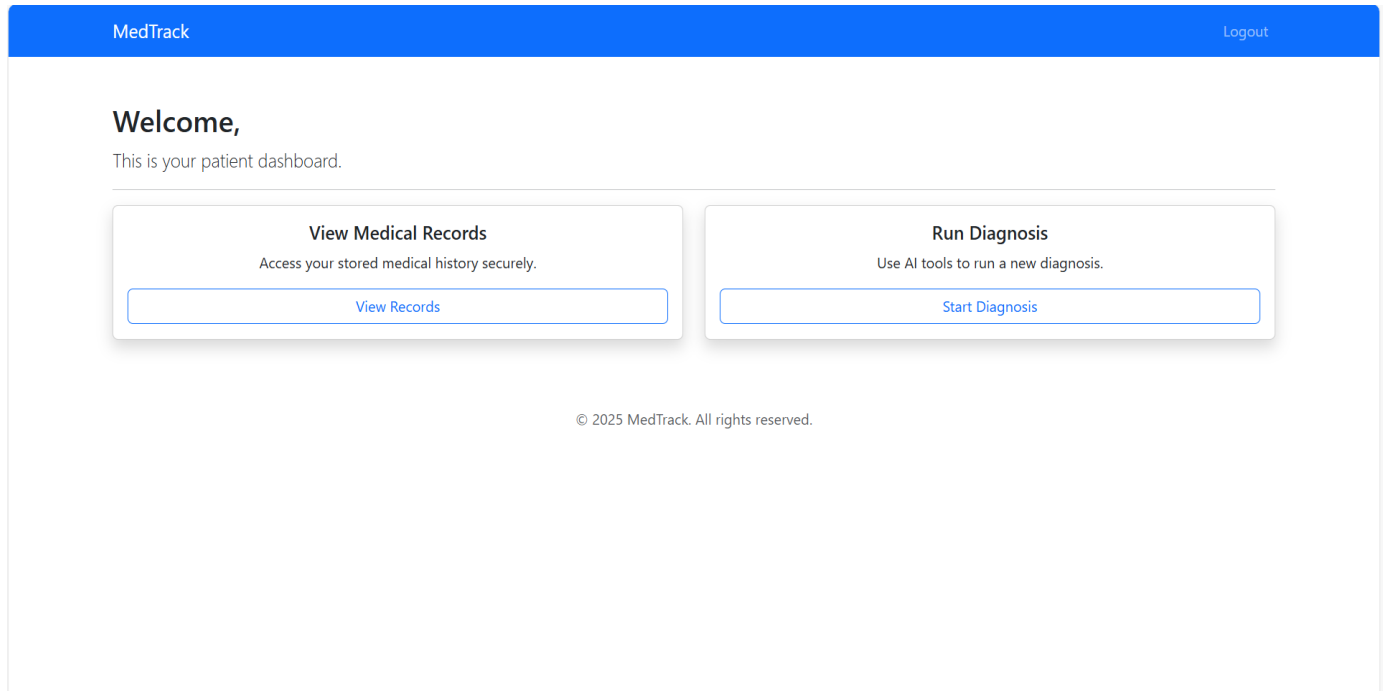 MedTrack
Logout
Welcome,
This is your patient dashboard.
View Medical Records
Access your stored medical history securely.
View Records
Run Diagnosis
Use AI tools to run a new diagnosis.
Start Diagnosis
© 2025 MedTrack. All rights reserved.